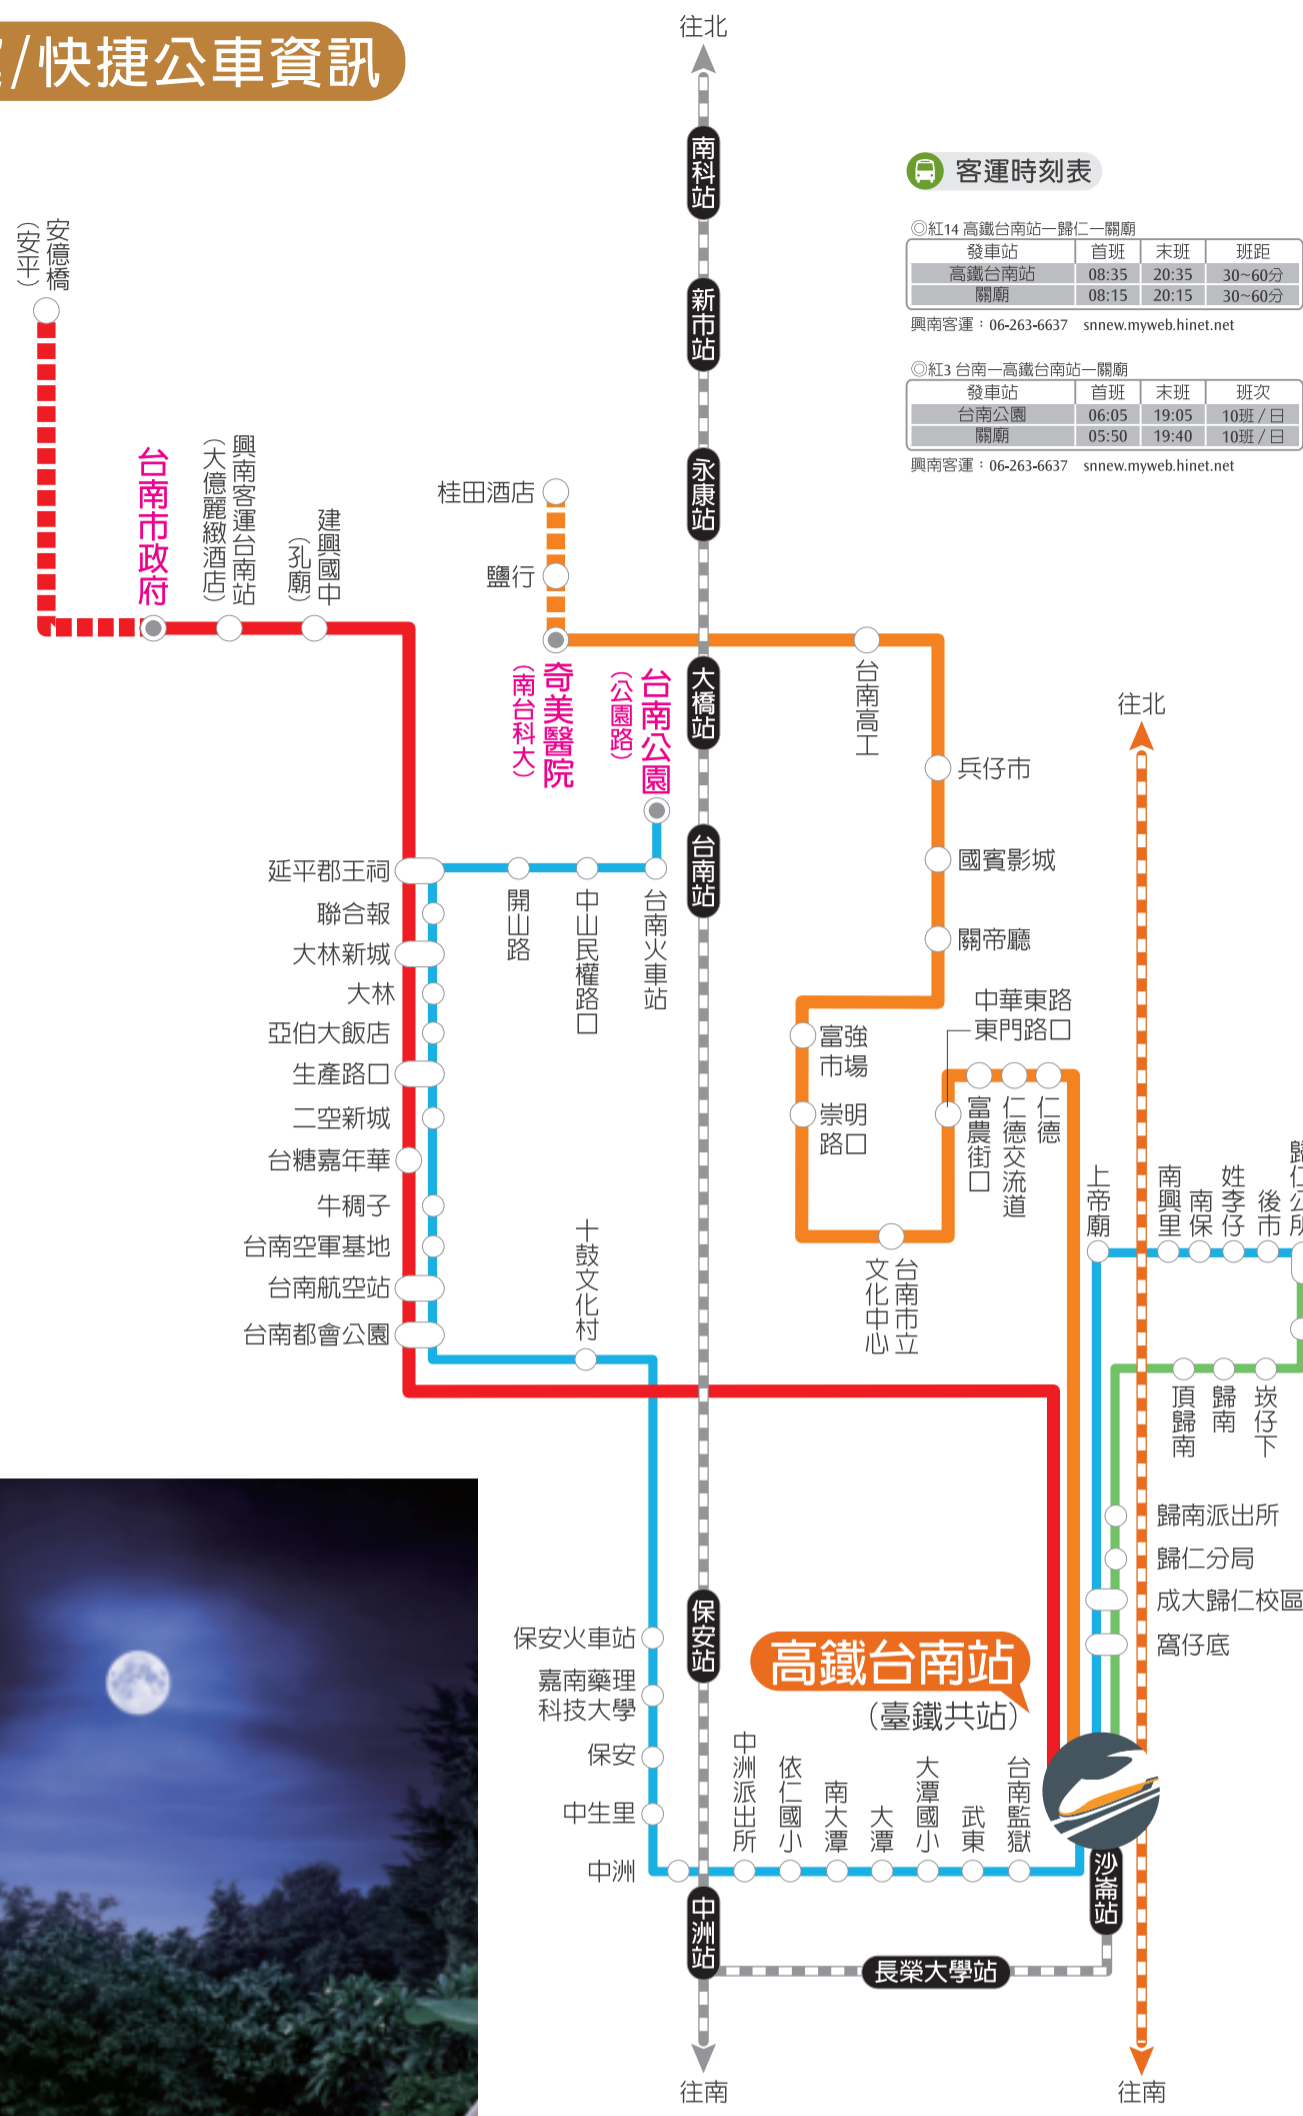 /快捷公車資訊
往北
南科站
新市站
永康站
大橋站
台南站
保安站
中洲站
往南
客運時刻表
◎紅14 高鐵台南站—歸仁—關廟
發車站 首班 末班 班距
高鐵台南站 08:35 20:35 30~60分
關廟 08:15 20:15 30~60分
興南客運：06-263-6637 snnew.myweb.hinet.net
◎紅3 台南—高鐵台南站—關廟
發車站 首班 末班 班次
台南公園 06:05 19:05 10班 / 日
關廟 05:50 19:40 10班 / 日
興南客運：06-263-6637 snnew.myweb.hinet.net
安億橋
（安平）
台南市政府
興南客運台南站
（大億麗緻酒店）
建興國中
（孔廟）
桂田酒店
鹽行
奇美醫院
（南台科大）
台南公園
（公園路）
台南高工
兵仔市
國賓影城
關帝廳
富強
市場
崇明
路口
台南市立
文化中心
中華東路
東門路口
富農街口
仁德交流道
仁德
延平郡王祠
開山路
中山民權路口
台南火車站
聯合報
大林新城
大林
亞伯大飯店
生產路口
二空新城
台糖嘉年華
牛稠子
台南空軍基地
台南航空站
台南都會公園
十鼓文化村
保安火車站
嘉南藥理
科技大學
保安
中生里
中洲
中洲派出所
依仁國小
南大潭
大潭
大潭國小
武東
台南監獄
高鐵台南站
（臺鐵共站）
沙崙站
長榮大學站
往北
上帝廟
南興里
南保
姓李仔
後市
歸仁公所
頂歸南
歸南
崁仔下
歸南派出所
歸仁分局
成大歸仁校區
窩仔底
往南